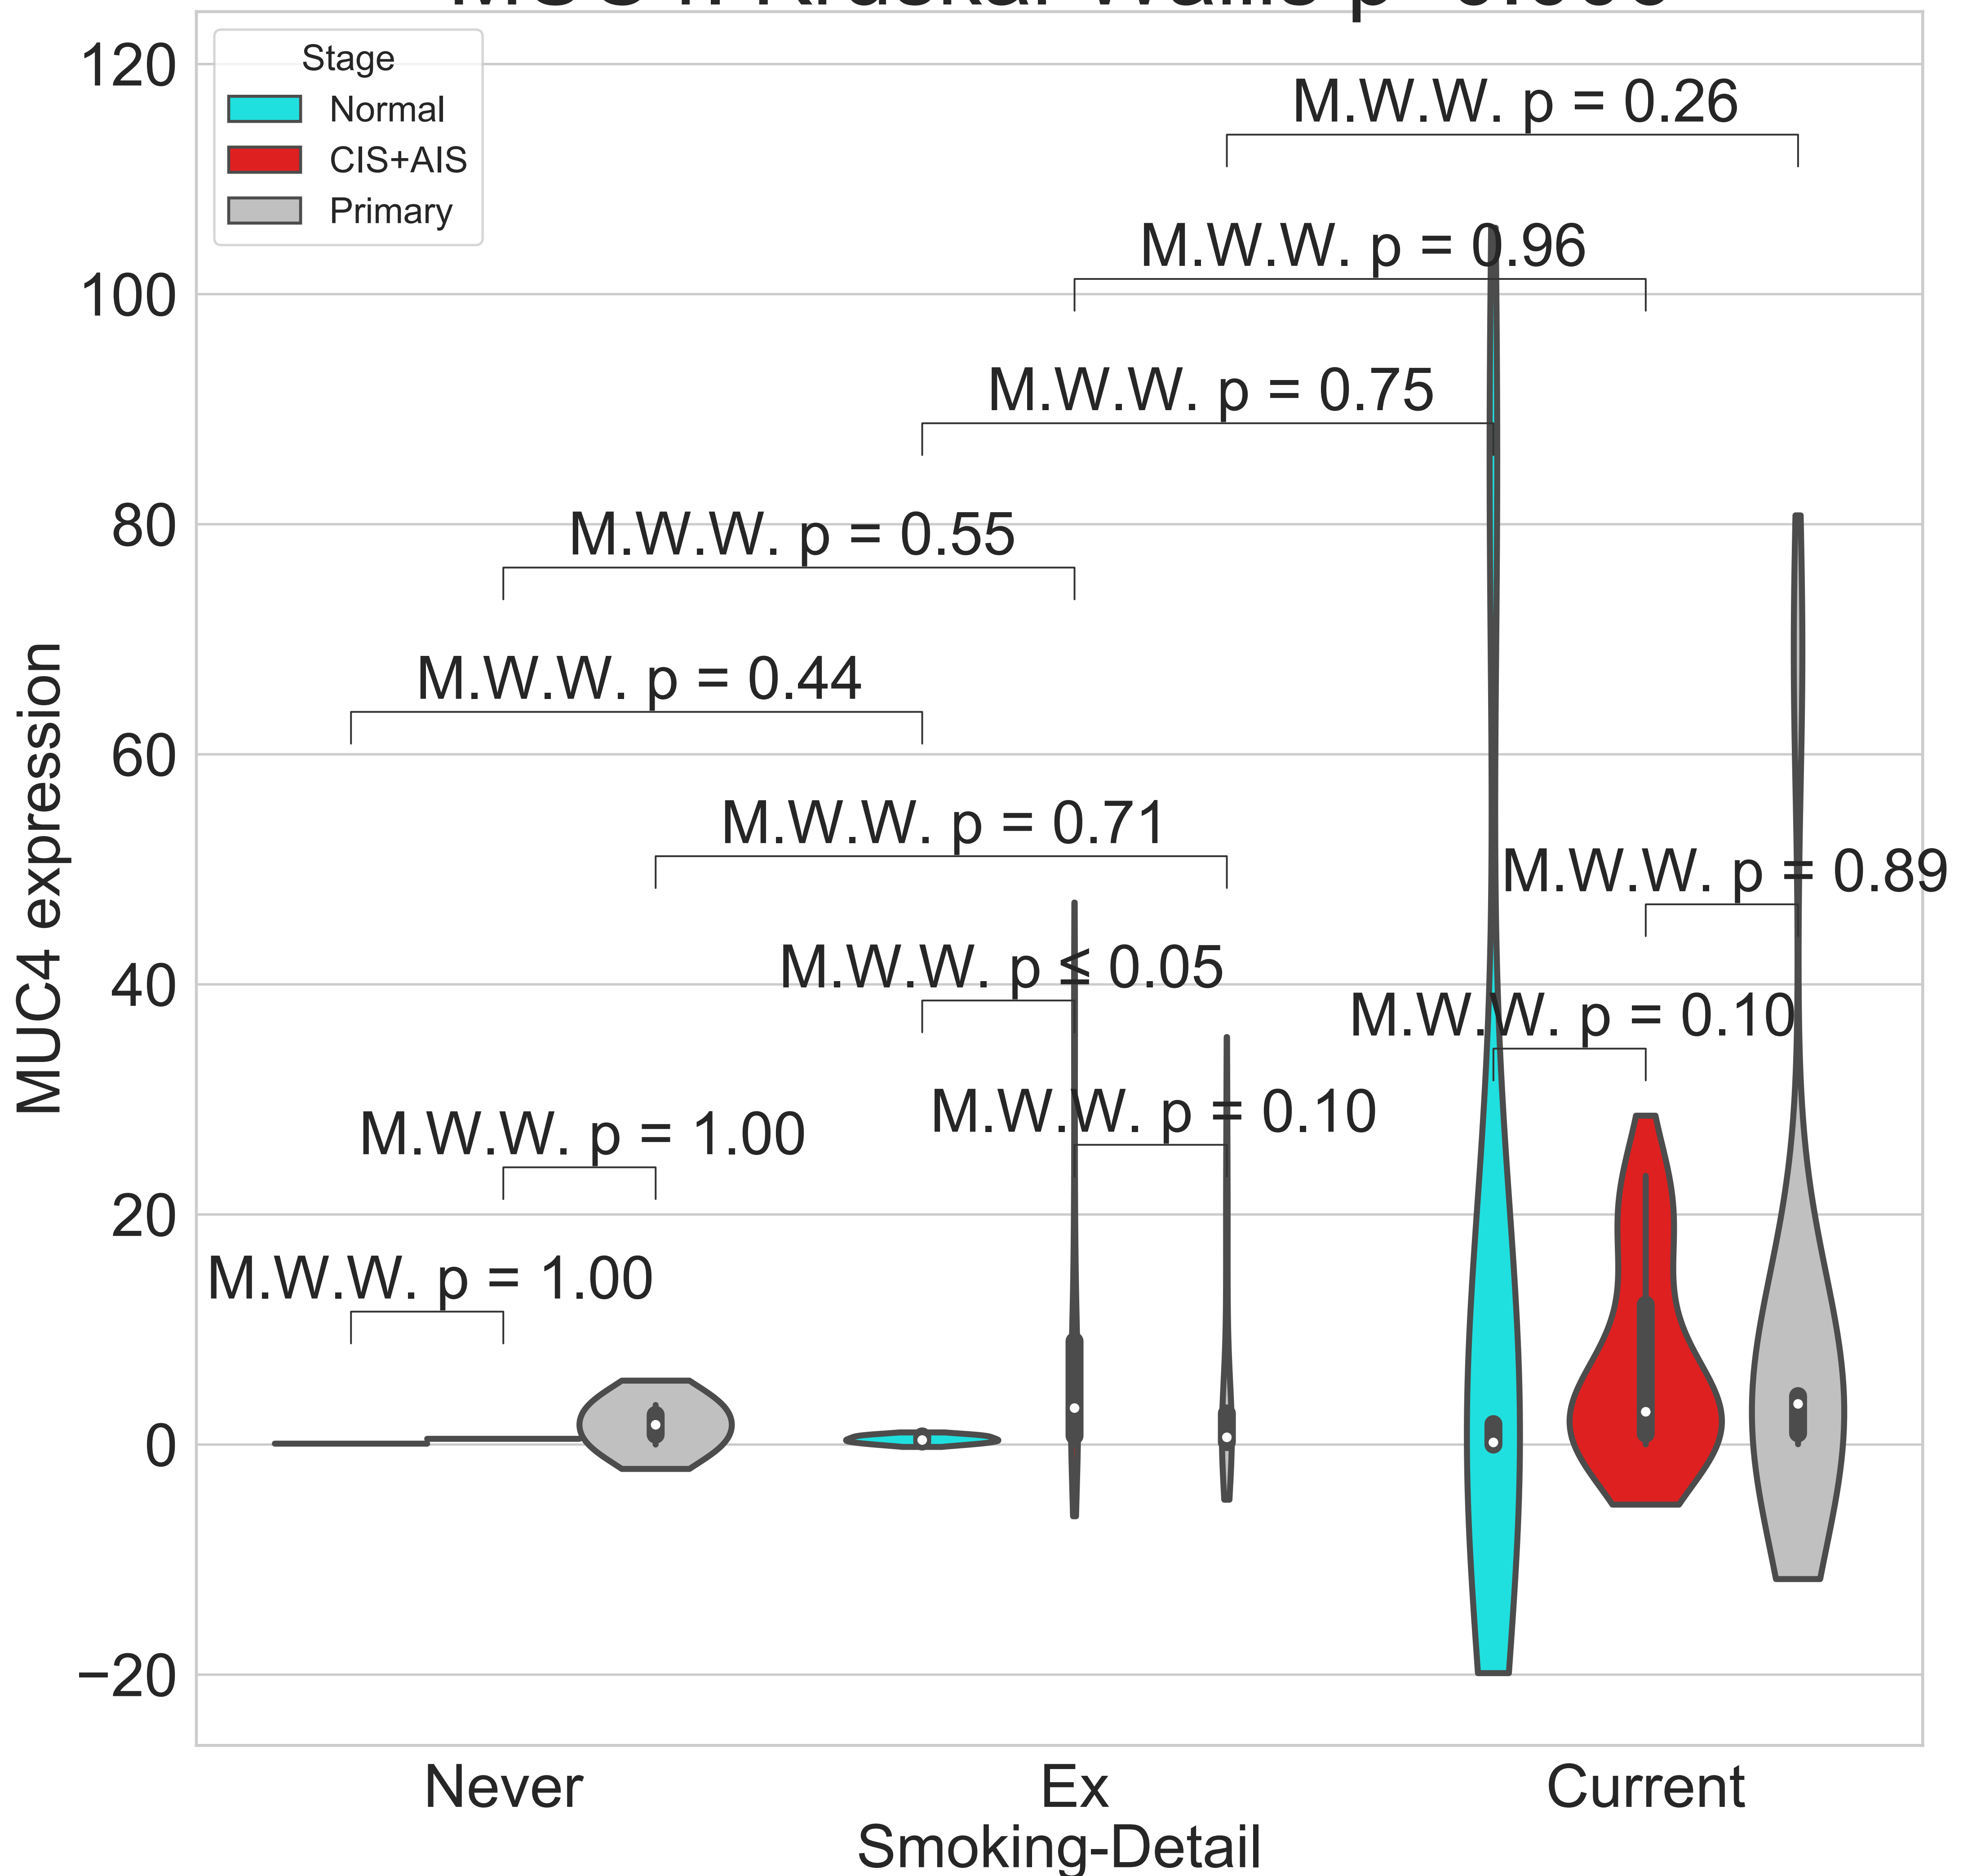 120
100
80
60
40
20
0
−20
MUC4 expression
Stage
Normal
CIS+AIS
Primary
M.W.W. p = 0.26
M.W.W. p = 0.96
M.W.W. p = 0.75
M.W.W. p = 0.55
M.W.W. p = 0.44
M.W.W. p = 0.71
M.W.W. p = 0.89
M.W.W. p ≤ 0.05
M.W.W. p = 0.10
M.W.W. p = 0.10
M.W.W. p = 1.00
M.W.W. p = 1.00
Never
Ex
Current
Smoking-Detail